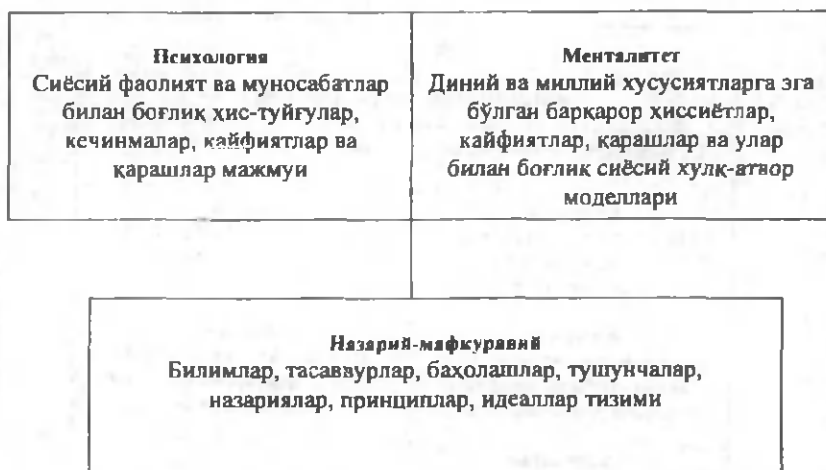 Психология
Сиёсий фаолият ва муносабатлар
билан боғлиқ ҳис-туйғулар,
кечинмалар, кайфиятлар ва
қарашлар мажмуи
Менталитет
Диний ва миллий хусусиятларга эга
бўлган барқарор ҳиссиётлар,
кайфиятлар, қарашлар ва улар
билан боғлиқ сиёсий хулқ-атвор
моделлари
Назарий-мафкуравий
Билимлар, тасаввурлар, баҳолашлар, тушунчалар,
назариялар, принциплар, идеаллар тизими